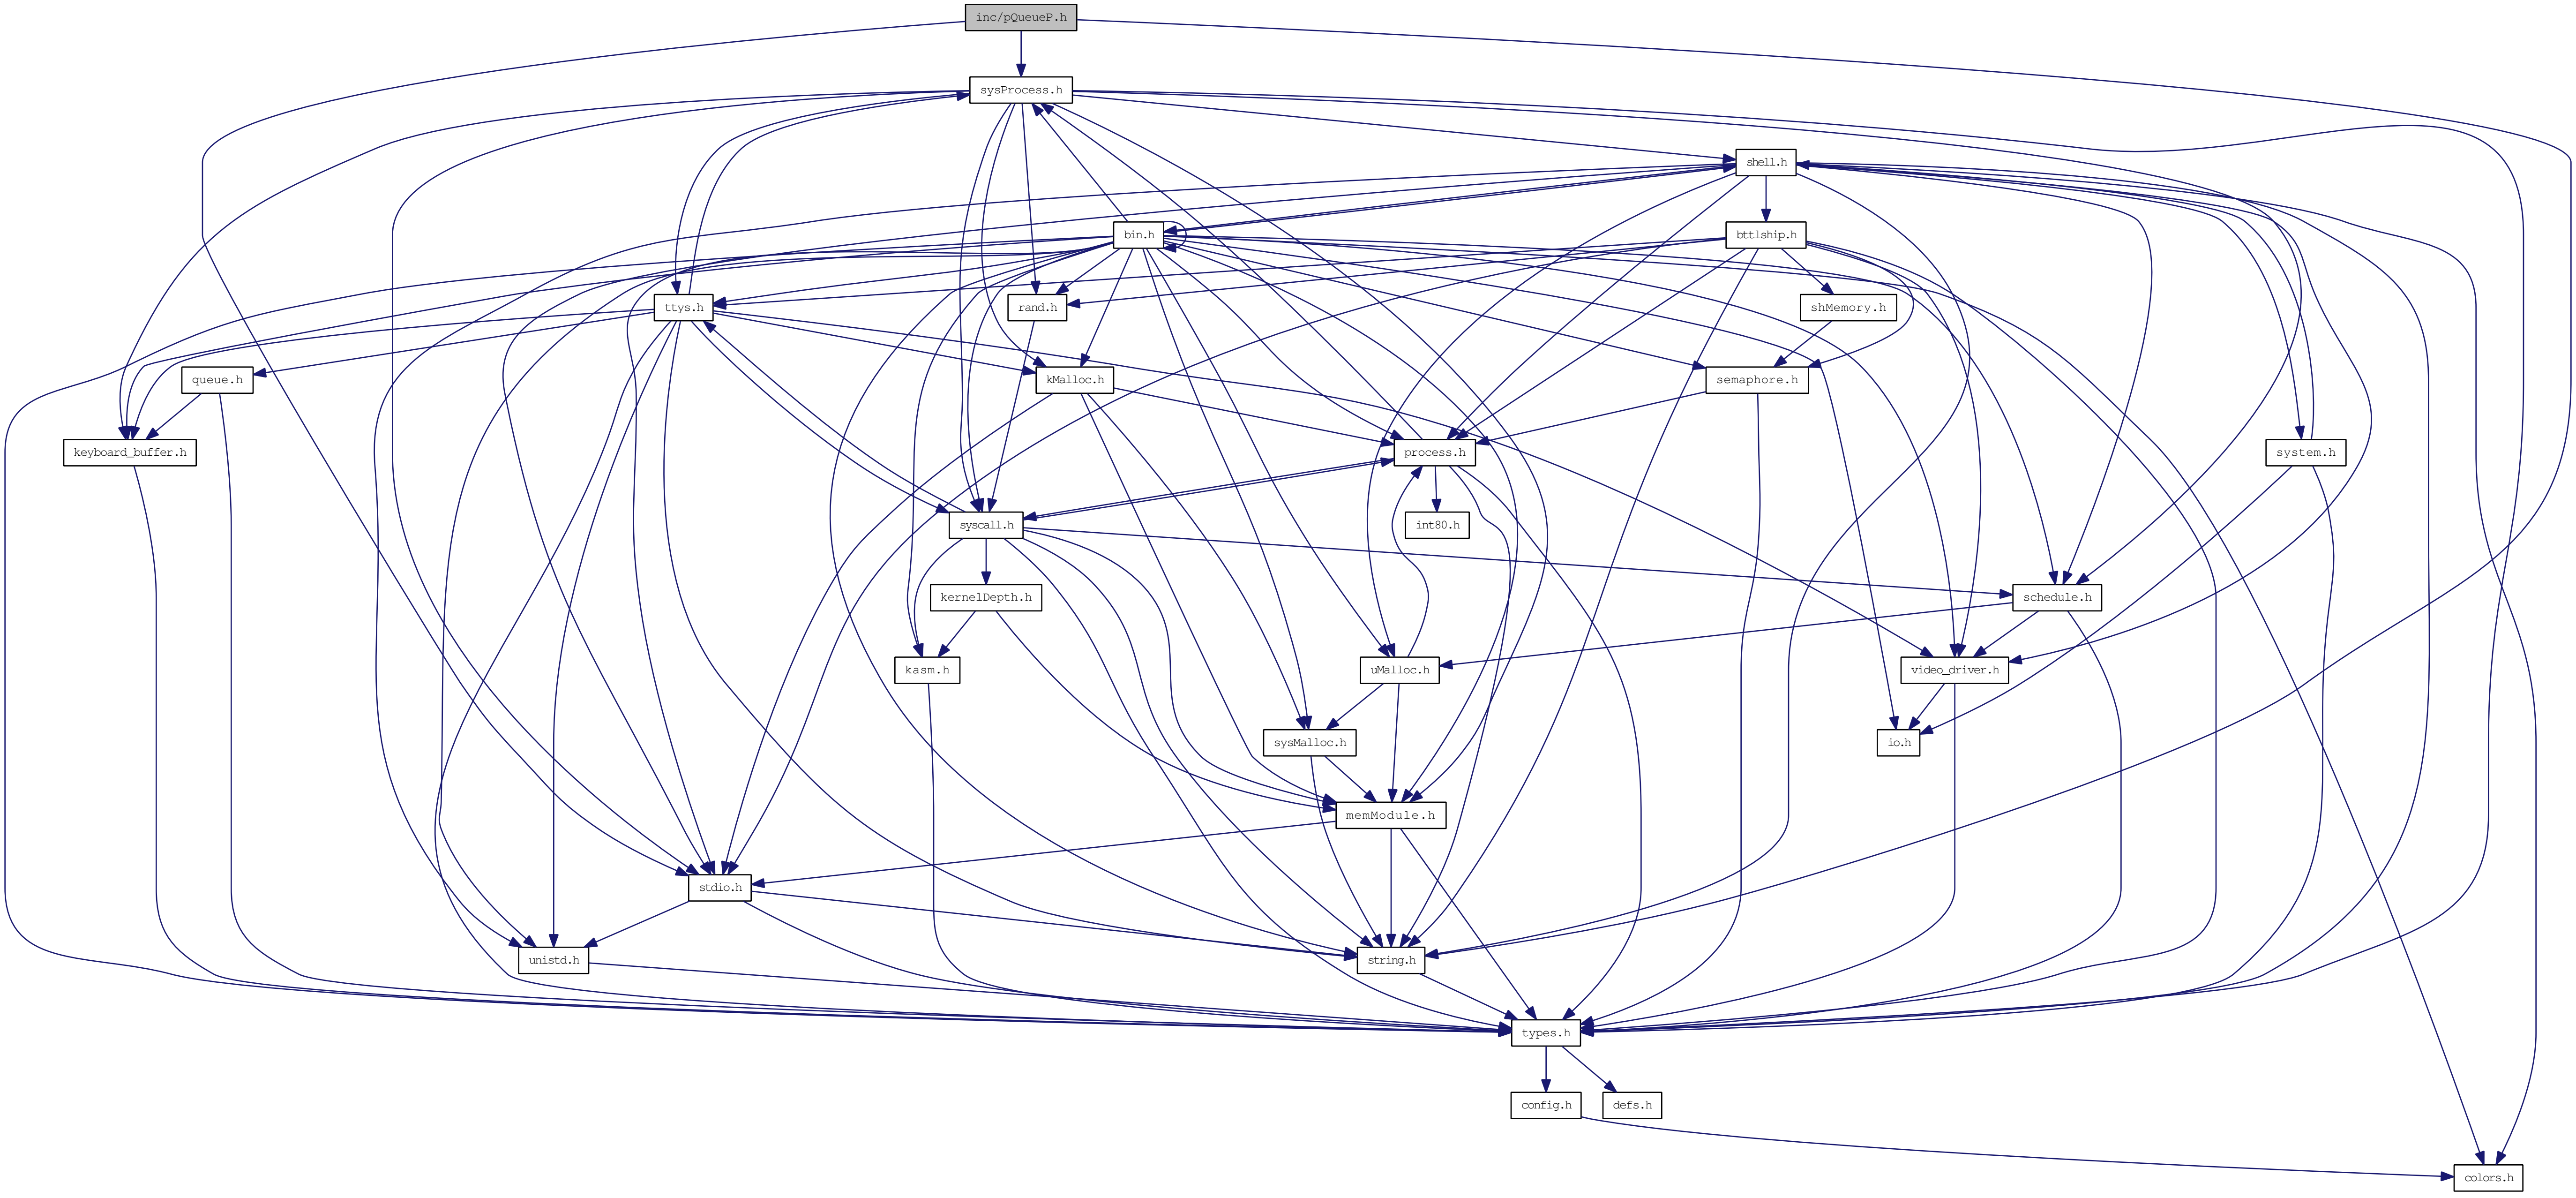 inc/pQueueP.h
sysProcess.h
shell.h
bin.h
bttlship.h
ttys.h
rand.h
shMemory.h
queue.h
kMalloc.h
semaphore.h
keyboard_buffer.h
process.h
system.h
syscall.h
int80.h
kernelDepth.h
schedule.h
kasm.h
uMalloc.h
video_driver.h
sysMalloc.h
io.h
memModule.h
stdio.h
unistd.h
string.h
types.h
config.h
defs.h
colors.h